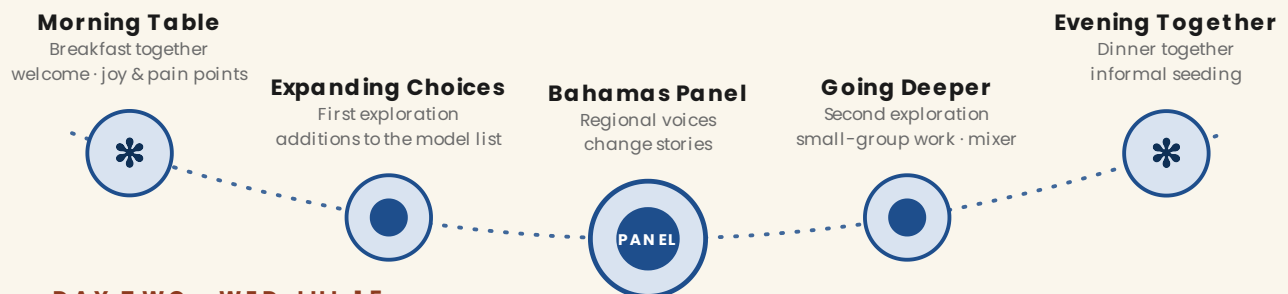 Morning Table
Breakfast together
welcome · joy & pain points
Expanding Choices
First exploration
additions to the model list
Bahamas Panel
Regional voices
change stories
Going Deeper
Second exploration
small-group work · mixer
Evening Together
Dinner together
informal seeding
PANEL